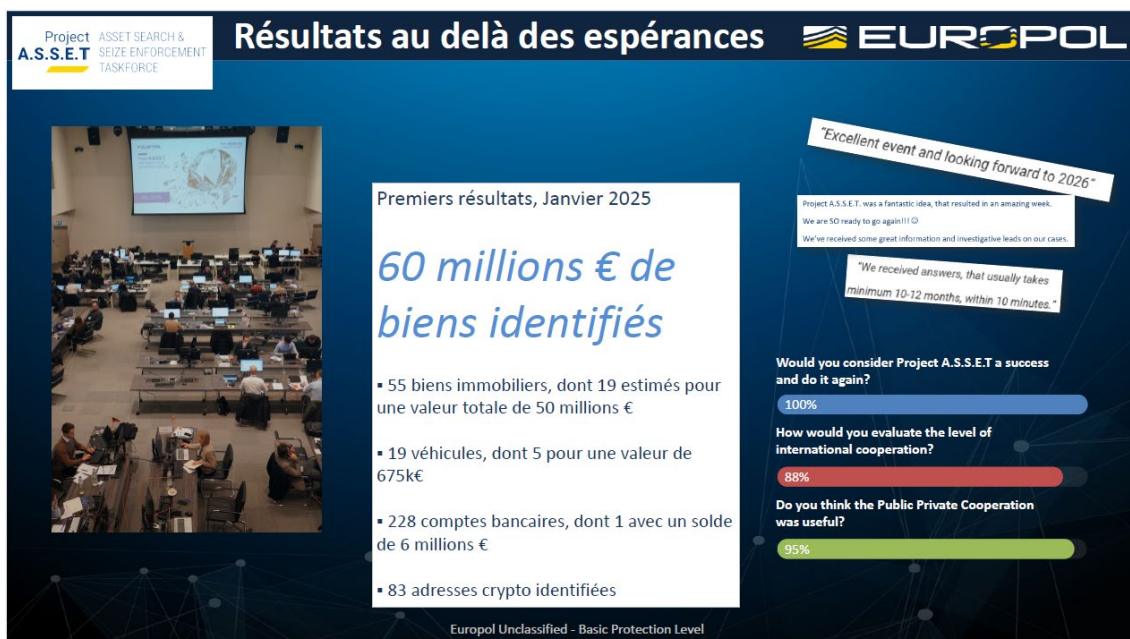 Project
A.S.S.E.T
ASSET SEARCH &
SEIZE ENFORCEMENT
TASKFORCE
Résultats au delà des espérances
EUROPOL
Premiers résultats, Janvier 2025
60 millions € de
biens identifiés
▪ 55 biens immobiliers, dont 19 estimés pour
une valeur totale de 50 millions €
▪ 19 véhicules, dont 5 pour une valeur de
675k€
▪ 228 comptes bancaires, dont 1 avec un solde
de 6 millions €
▪ 83 adresses crypto identifiées
"Excellent event and looking forward to 2026"
Project A.S.S.E.T. was a fantastic idea, that resulted in an amazing week.
We are SO ready to go again!!! ☺
We've received some great information and investigative leads on our cases.
"We received answers, that usually takes
minimum 10-12 months, within 10 minutes."
Would you consider Project A.S.S.E.T a success
and do it again?
100%
How would you evaluate the level of
international cooperation?
88%
Do you think the Public Private Cooperation
was useful?
95%
Europol Unclassified - Basic Protection Level